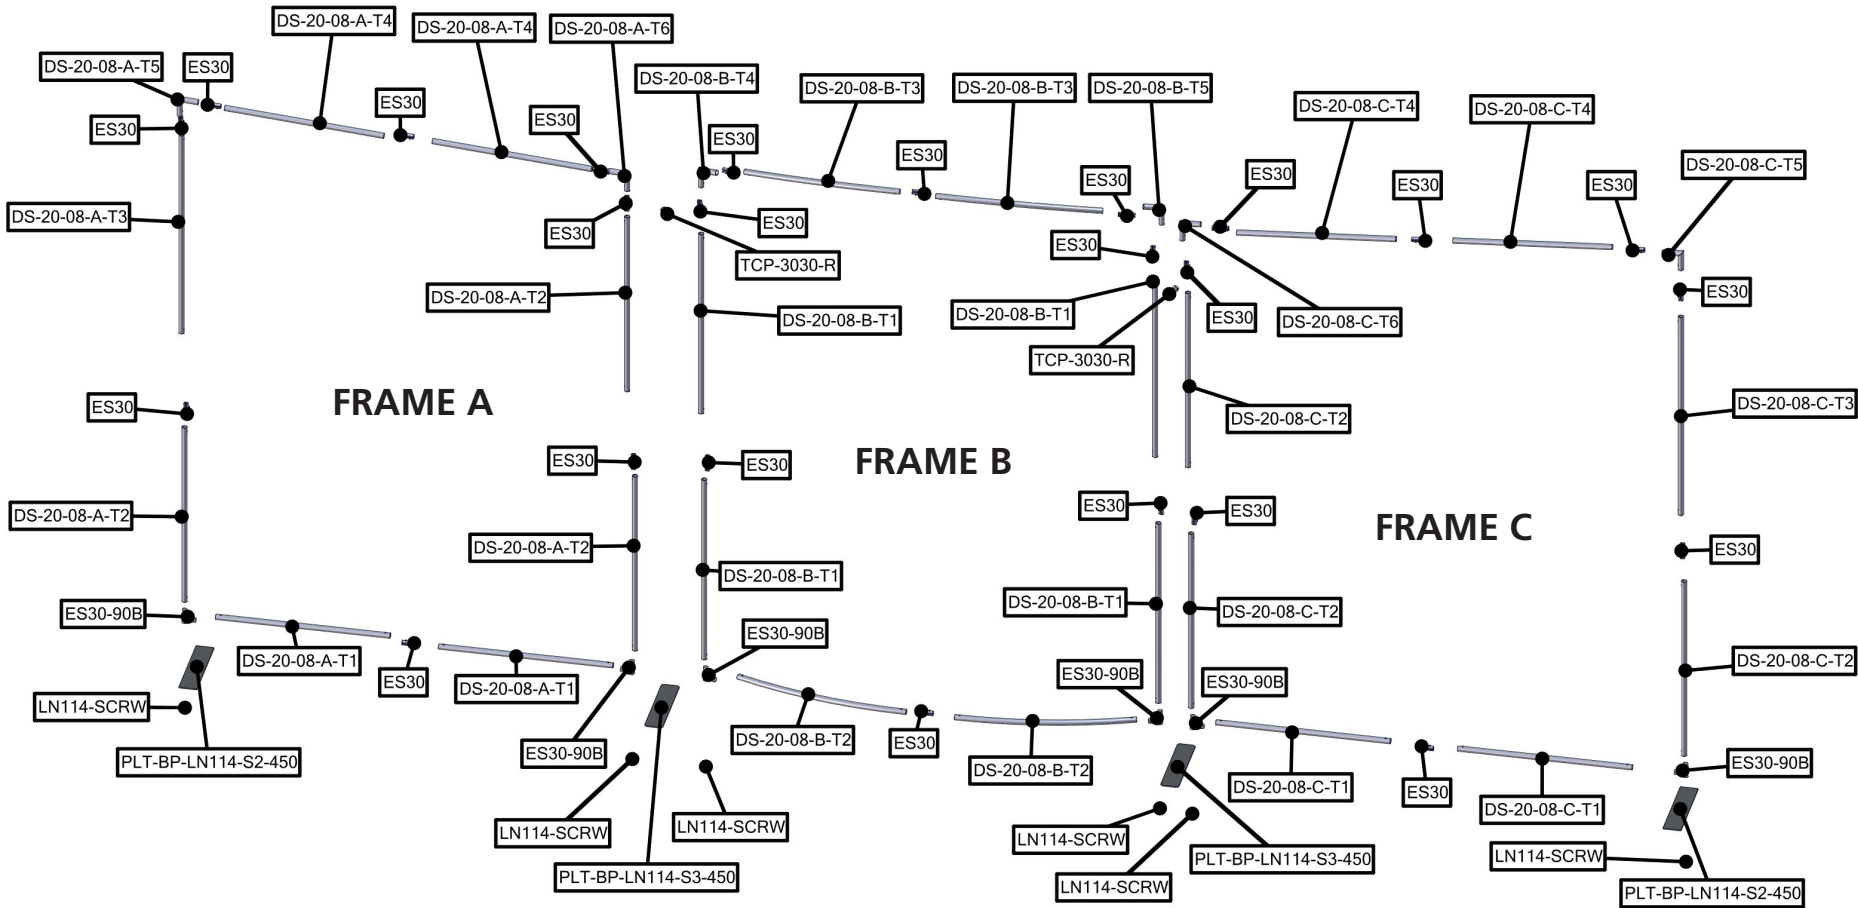 DS-20-08-A-T4
DS-20-08-A-T4
DS-20-08-A-T6
DS-20-08-A-T5
ES30
DS-20-08-B-T4
DS-20-08-B-T3
DS-20-08-B-T3
DS-20-08-B-T5
DS-20-08-C-T4
DS-20-08-C-T4
ES30
ES30
ES30
ES30
ES30
ES30
ES30
ES30
ES30
DS-20-08-C-T5
DS-20-08-A-T3
ES30
ES30
ES30
TCP-3030-R
DS-20-08-A-T2
DS-20-08-B-T1
DS-20-08-B-T1
ES30
DS-20-08-C-T6
ES30
TCP-3030-R
FRAME A
ES30
DS-20-08-C-T2
DS-20-08-C-T3
FRAME B
ES30
ES30
ES30
ES30
FRAME C
DS-20-08-A-T2
DS-20-08-A-T2
DS-20-08-B-T1
ES30
DS-20-08-B-T1
DS-20-08-C-T2
ES30-90B
ES30-90B
DS-20-08-A-T1
ES30
DS-20-08-A-T1
ES30-90B
ES30-90B
DS-20-08-C-T2
LN114-SCRW
PLT-BP-LN114-S2-450
ES30-90B
DS-20-08-B-T2
ES30
DS-20-08-B-T2
DS-20-08-C-T1
ES30
ES30-90B
DS-20-08-C-T1
LN114-SCRW
LN114-SCRW
LN114-SCRW
PLT-BP-LN114-S3-450
LN114-SCRW
PLT-BP-LN114-S3-450
LN114-SCRW
LN114-SCRW
PLT-BP-LN114-S2-450